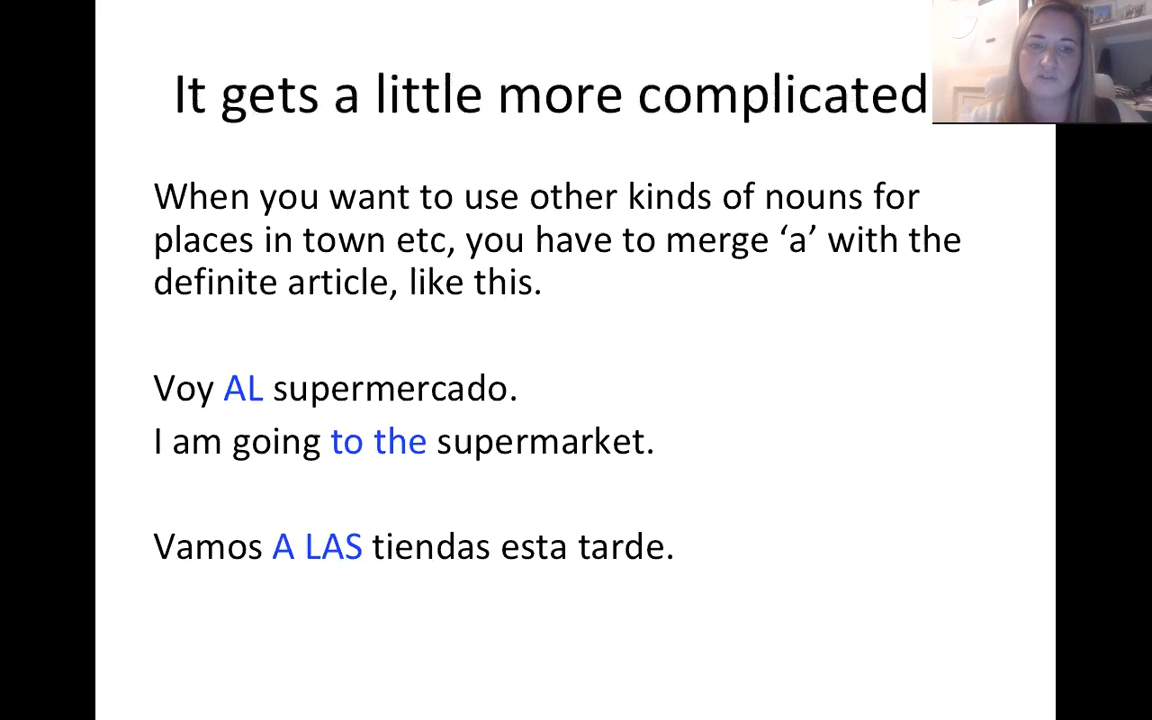 It gets a little more complicated
When you want to use other kinds of nouns for
places in town etc, you have to merge ‘a’ with the
definite article, like this.
Voy AL supermercado.
I am going to the supermarket.
Vamos A LAS tiendas esta tarde.